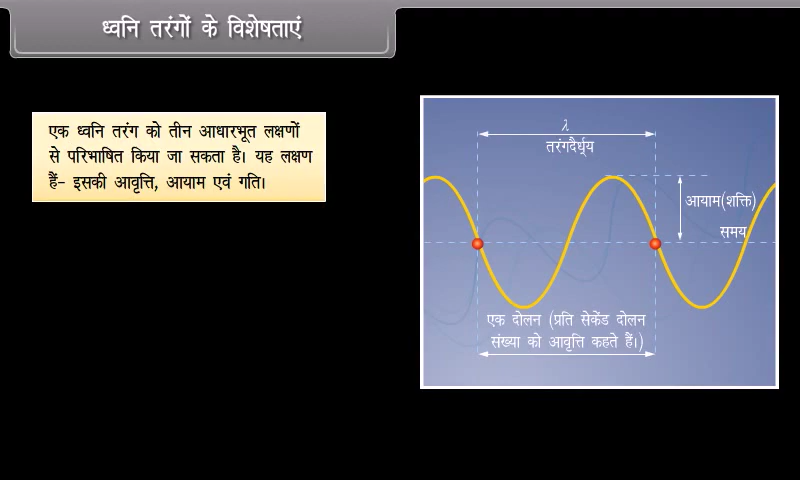 ध्वनि तरंगों के विशेषताएं
एक ध्वनि तरंग को तीन आधारभूत लक्षणों
से परिभाषित किया जा सकता है। यह लक्षण
हैं- इसकी आवृत्ति, आयाम एवं गति।
λ
तरंगदैर्ध्य
आयाम(शक्ति)
समय
एक दोलन (प्रति सेकेंड दोलन
संख्या को आवृत्ति कहते हैं।)